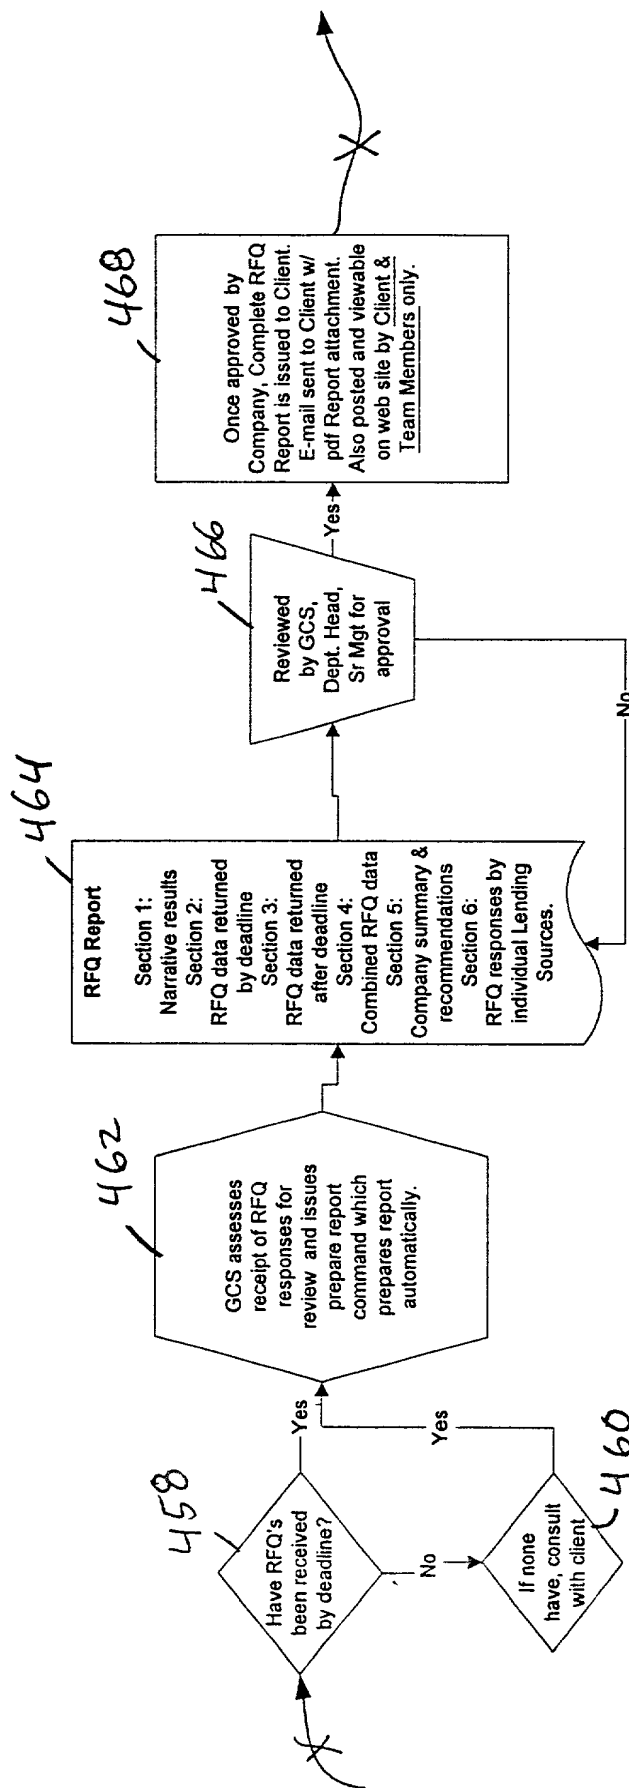 458
Have RFQ's
been received
by deadline?
Yes
No
460
If none
have, consult
with client
Yes
462
GCS assesses
receipt of RFQ
responses for
review and issues
prepare report
command which
prepares report
automatically.
464
RFQ Report
Section 1:
Narrative results
Section 2:
RFQ data returned
by deadline
Section 3:
RFQ data returned
after deadline
Section 4:
Combined RFQ data
Section 5:
Company summary &
recommendations
Section 6:
RFQ responses by
individual Lending
Sources.
466
Reviewed
by GCS,
Dept. Head,
Sr Mgt for
approval
Yes
No
468
Once approved by
Company, Complete RFQ
Report is issued to Client.
E-mail sent to Client w/
pdf Report attachment.
Also posted and viewable
on web site by Client &
Team Members only.